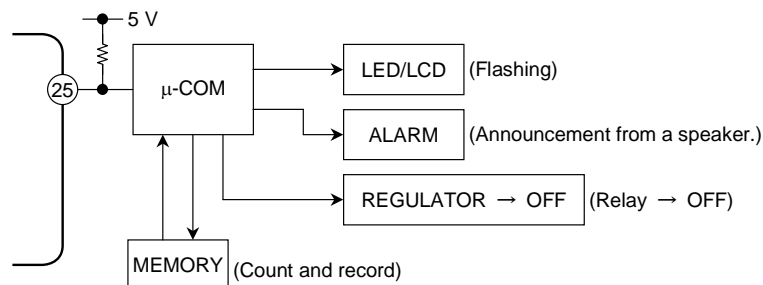 5 V
25
μ-COM
LED/LCD (Flashing)
ALARM (Announcement from a speaker.)
REGULATOR → OFF (Relay → OFF)
MEMORY (Count and record)